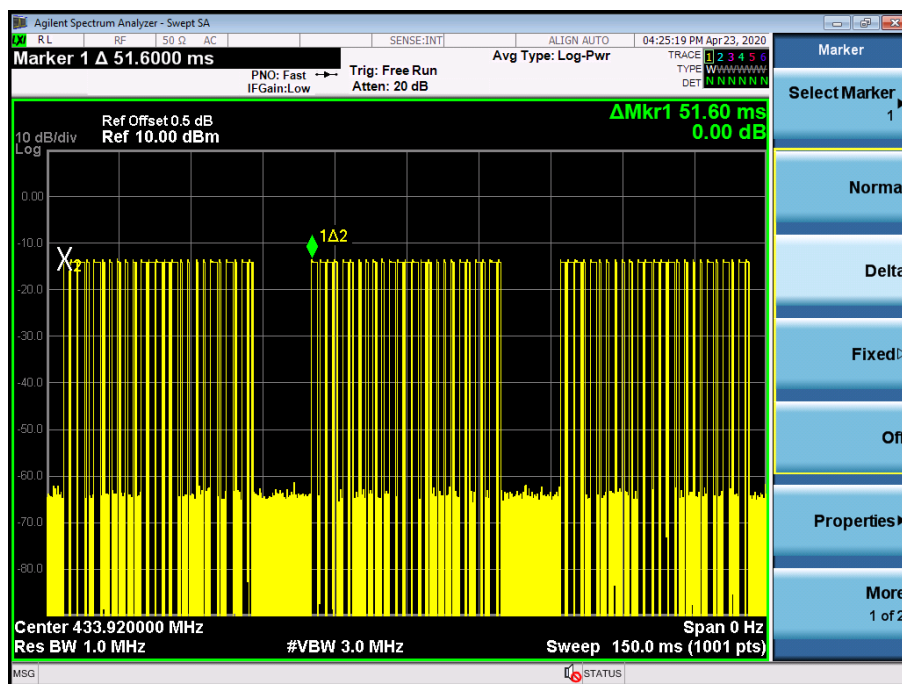 Agilent Spectrum Analyzer - Swept SA
LXI RL RF 50 Ω AC SENSE:INT ALIGN AUTO 04:25:19 PM Apr 23, 2020
Marker 1 Δ 51.6000 ms
PNO: Fast
IFGain:Low
Trig: Free Run
Atten: 20 dB
Avg Type: Log-Pwr
TRACE 1 2 3 4 5 6
TYPE WWWWWW
DET N N N N N N
ΔMkr1 51.60 ms
0.00 dB
Ref Offset 0.5 dB
10 dB/div Ref 10.00 dBm
Log
0.00
-10.0
-20.0
-30.0
-40.0
-50.0
-60.0
-70.0
-80.0
X2
1Δ2
Center 433.920000 MHz
Span 0 Hz
Res BW 1.0 MHz
#VBW 3.0 MHz
Sweep 150.0 ms (1001 pts)
MSG
STATUS
Marker
Select Marker
1
Norma
Delta
Fixed
Off
Properties
More
1 of 2